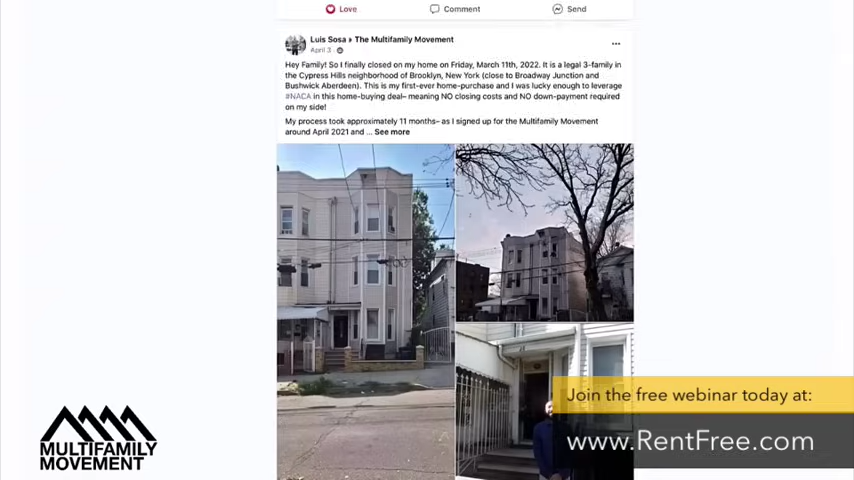 Love
Comment
Send
Luis Sosa ▸ The Multifamily Movement
April 3
Hey Family! So I finally closed on my home on Friday, March 11th, 2022. It is a legal 3-family in
the Cypress Hills neighborhood of Brooklyn, New York (close to Broadway Junction and
Bushwick Aberdeen). This is my first-ever home-purchase and I was lucky enough to leverage
#NACA in this home-buying deal– meaning NO closing costs and NO down-payment required
on my side!
My process took approximately 11 months– as I signed up for the Multifamily Movement
around April 2021 and ... See more
Join the free webinar today at:
www.RentFree.com
MULTIFAMILY
MOVEMENT